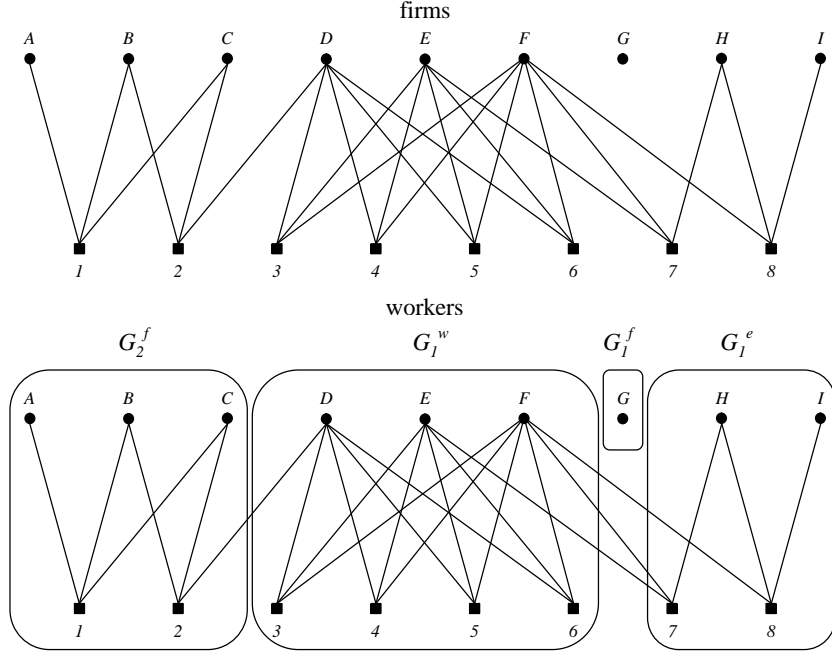 firms
A B C D E F G H I
1 2 3 4 5 6 7 8
workers
G₂ᶠ G₁ʷ G₁ᶠ G₁ᵉ
A B C D E F G H I
1 2 3 4 5 6 7 8